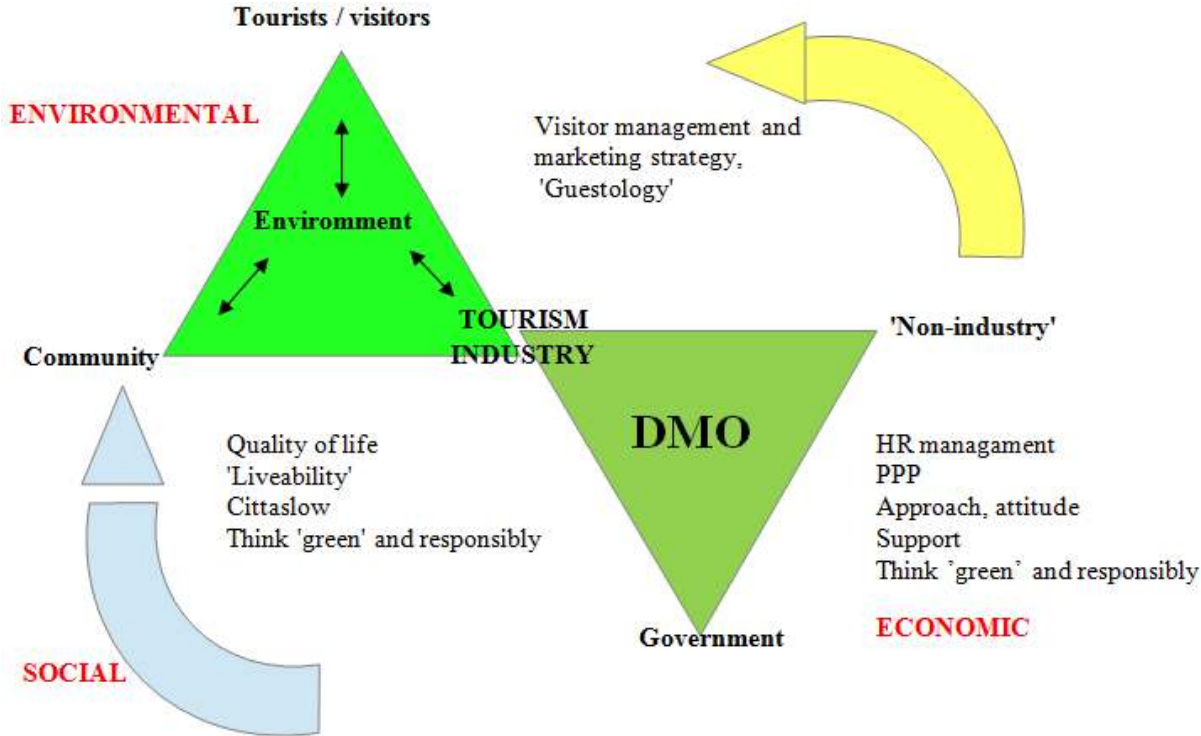 Tourists / visitors
ENVIRONMENTAL
Visitor management and
marketing strategy,
'Guestology'
Enviromment
TOURISM
INDUSTRY
'Non-industry'
Community
DMO
Quality of life
'Liveability'
Cittaslow
Think 'green' and responsibly
HR managament
PPP
Approach, attitude
Support
Think ’green’ and responsibly
Government
ECONOMIC
SOCIAL